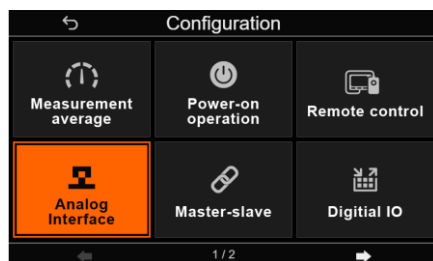 Configuration
Measurement
average
Power-on
operation
Remote control
Analog
Interface
Master-slave
Digitial IO
1/2